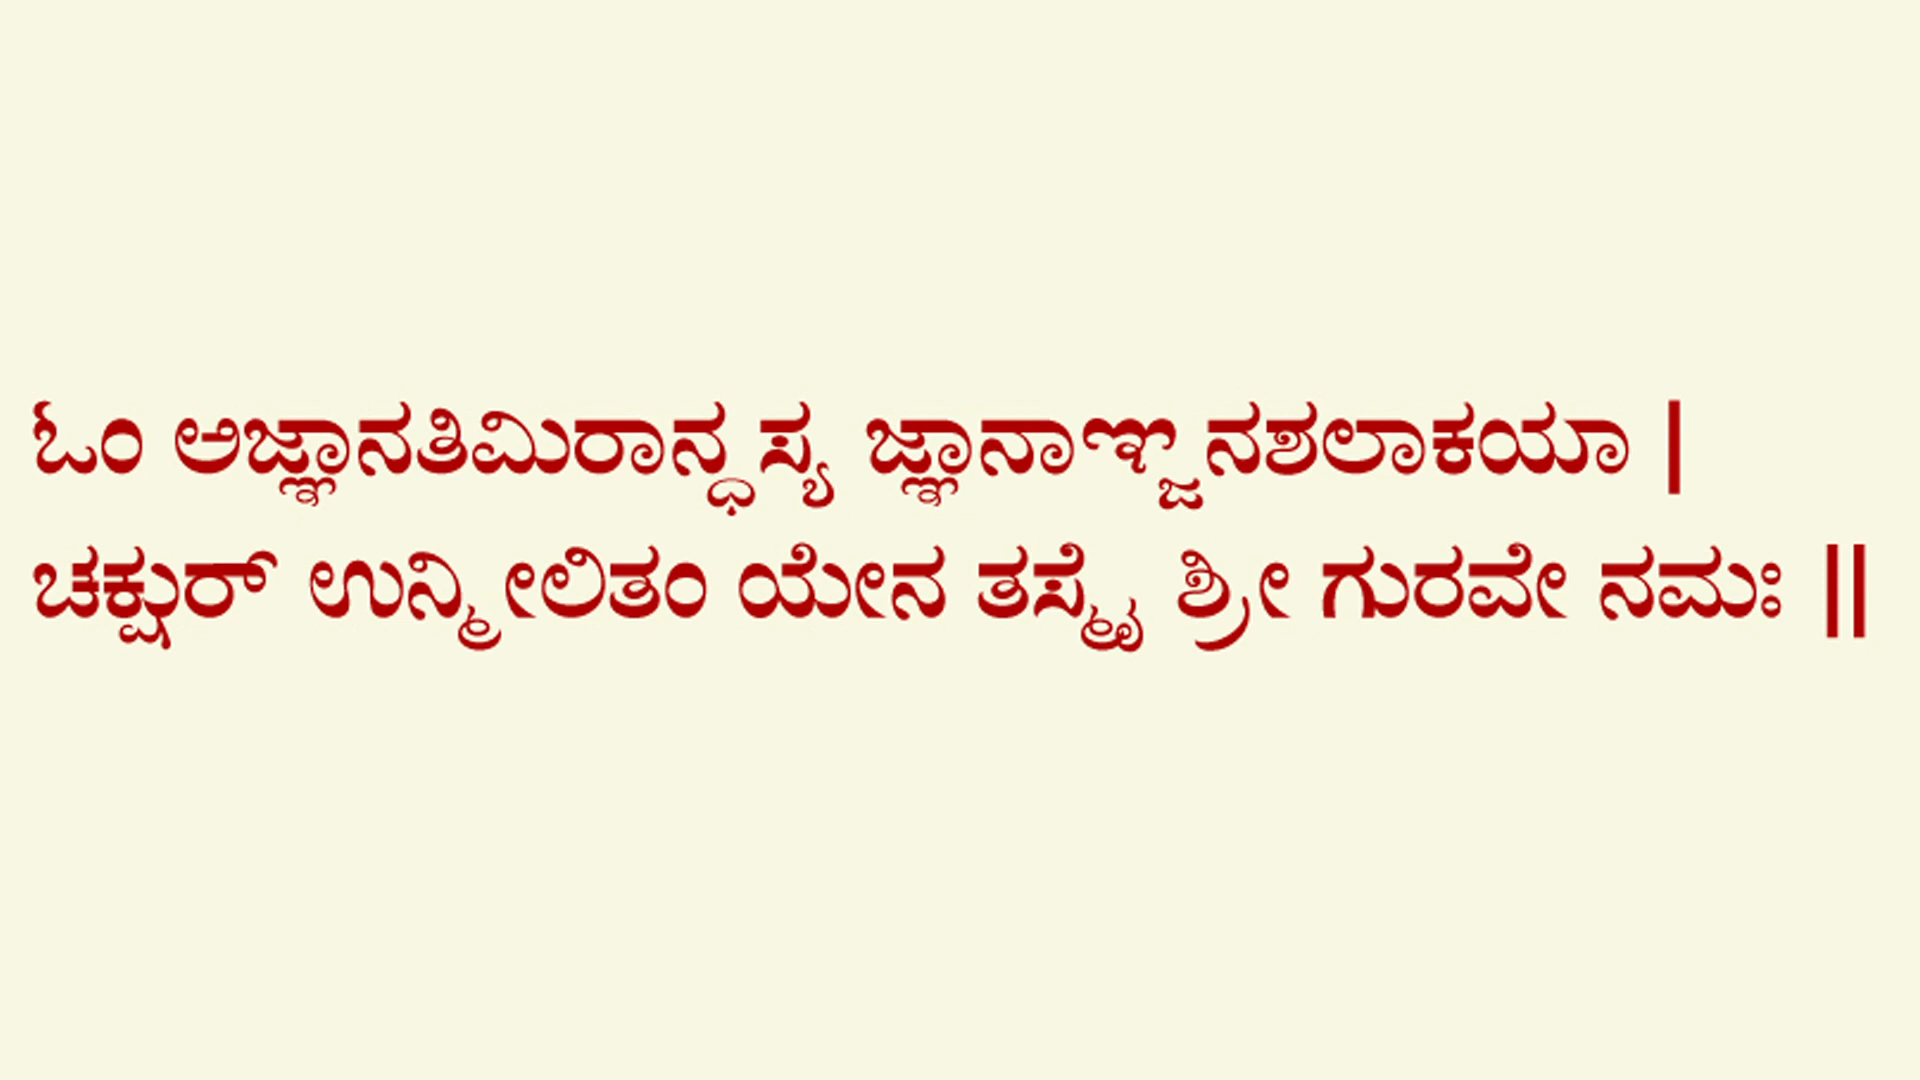 ಓಂ ಅಜ್ಞಾನತಿಮಿರಾನ್ಧಸ್ಯ ಜ್ಞಾನಾಞ್ಜನಶಲಾಕಯಾ |
ಚಕ್ಷುರ್ ಉನ್ಮೀಲಿತಂ ಯೇನ ತಸ್ಮೈ ಶ್ರೀ ಗುರವೇ ನಮಃ ||